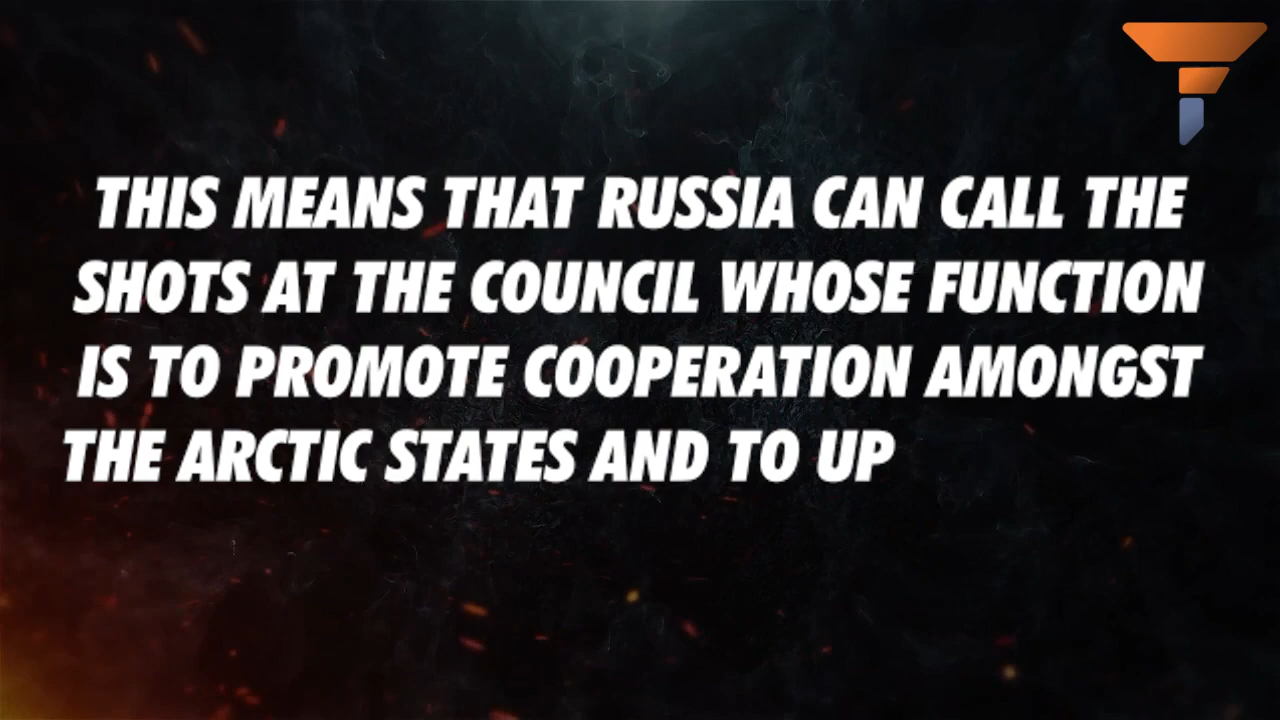 THIS MEANS THAT RUSSIA CAN CALL THE
SHOTS AT THE COUNCIL WHOSE FUNCTION
IS TO PROMOTE COOPERATION AMONGST
THE ARCTIC STATES AND TO UP